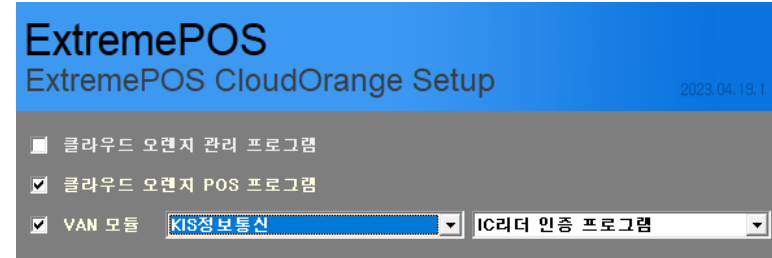 ExtremePOS
ExtremePOS CloudOrange Setup
2023.04.19.1
클라우드 오렌지 관리 프로그램
클라우드 오렌지 POS 프로그램
VAN 모듈 KIS정보통신 IC리더 인증 프로그램